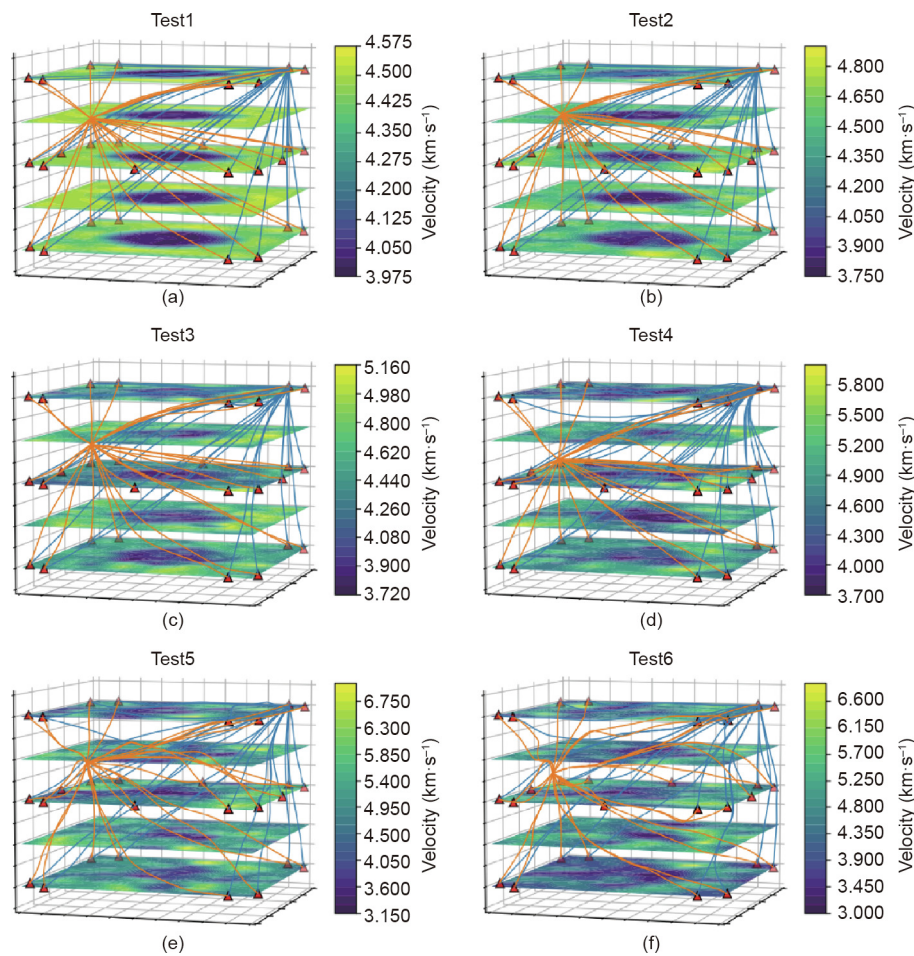 Test1
4.575
4.500
4.425
4.350
4.275
4.200
4.125
4.050
3.975
Velocity (km·s⁻¹)
(a)
Test2
4.800
4.650
4.500
4.350
4.200
4.050
3.900
3.750
Velocity (km·s⁻¹)
(b)
Test3
5.160
4.980
4.800
4.620
4.440
4.260
4.080
3.900
3.720
Velocity (km·s⁻¹)
(c)
Test4
5.800
5.500
5.200
4.900
4.600
4.300
4.000
3.700
Velocity (km·s⁻¹)
(d)
Test5
6.750
6.300
5.850
5.400
4.950
4.500
4.050
3.600
3.150
Velocity (km·s⁻¹)
(e)
Test6
6.600
6.150
5.700
5.250
4.800
4.350
3.900
3.450
3.000
Velocity (km·s⁻¹)
(f)